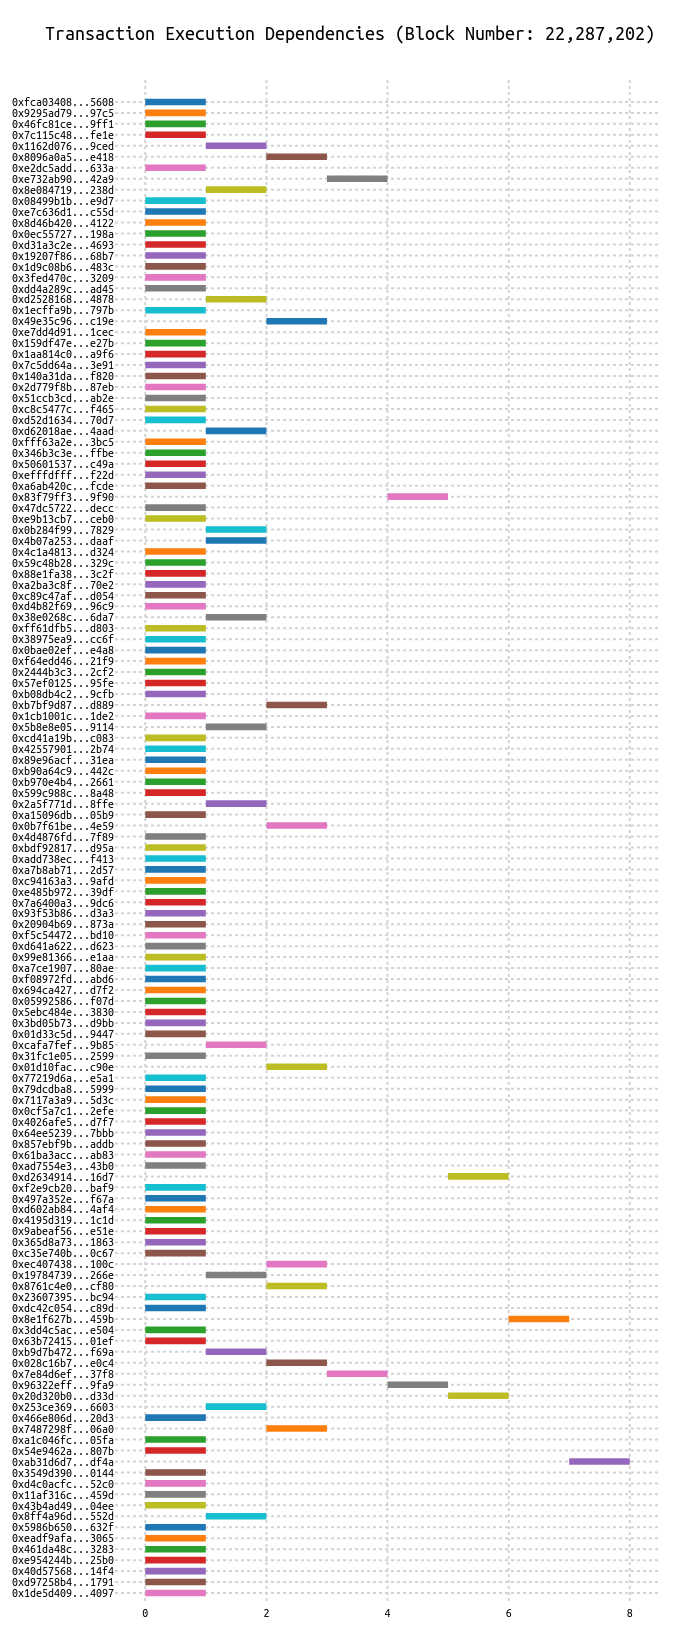 Transaction Execution Dependencies (Block Number: 22,287,202)
0xfca03408...5608
0x9295ad79...97c5
0x46fc81ce...9ff1
0x7c115c48...fe1e
0x1162d076...9ced
0x8096a0a5...e418
0xe2dc5add...633a
0xe732ab90...42a9
0x8e084719...238d
0x08499b1b...e9d7
0xe7c636d1...c55d
0x8d46b420...4122
0x0ec55727...198a
0xd31a3c2e...4693
0x19207f86...68b7
0x1d9c08b6...483c
0x3fed470c...3209
0xdd4a289c...ad45
0xd2528168...4878
0x1ecffa9b...797b
0x49e35c96...c19e
0xe7dd4d91...1cec
0x159df47e...e27b
0x1aa814c0...a9f6
0x7c5dd64a...3e91
0x140a31da...f820
0x2d779f8b...87eb
0x51ccb3cd...ab2e
0xc8c5477c...f465
0xd52d1634...70d7
0xd62018ae...4aad
0xfff63a2e...3bc5
0x346b3c3e...ffbe
0x50601537...c49a
0xefffdfff...f22d
0xa6ab420c...fcde
0x83f79ff3...9f90
0x47dc5722...decc
0xe9b13cb7...ceb0
0x0b284f99...7829
0x4b07a253...daaf
0x4c1a4813...d324
0x59c48b28...329c
0x88e1fa38...3c2f
0xa2ba3c8f...70e2
0xc89c47af...d054
0xd4b82f69...96c9
0x38e0268c...6da7
0xff61dfb5...d803
0x38975ea9...cc6f
0x0bae02ef...e4a8
0xf64edd46...21f9
0x2444b3c3...2cf2
0x57ef0125...95fe
0xb08db4c2...9cfb
0xb7bf9d87...d889
0x1cb1001c...1de2
0x5b8e8e05...9114
0xcd41a19b...c083
0x42557901...2b74
0x89e96acf...31ea
0xb90a64c9...442c
0xb970e4b4...2661
0x599c988c...8a48
0x2a5f771d...8ffe
0xa15096db...05b9
0x0b7f61be...4e59
0x4d4876fd...7f89
0xbdf92817...d95a
0xadd738ec...f413
0xa7b8ab71...2d57
0xc94163a3...9afd
0xe485b972...39df
0x7a6400a3...9dc6
0x93f53b86...d3a3
0x20904b69...873a
0xf5c54472...bd10
0xd641a622...d623
0x99e81366...e1aa
0xa7ce1907...80ae
0xf08972fd...abd6
0x694ca427...d7f2
0x05992586...f07d
0x5ebc484e...3830
0x3bd05b73...d9bb
0x01d33c5d...9447
0xcafa7fef...9b85
0x31fc1e05...2599
0x01d10fac...c90e
0x77219d6a...e5a1
0x79dcdba8...5999
0x7117a3a9...5d3c
0x0cf5a7c1...2efe
0x4026afe5...d7f7
0x64ee5239...7bbb
0x857ebf9b...addb
0x61ba3acc...ab83
0xad7554e3...43b0
0xd2634914...16d7
0xf2e9cb20...baf9
0x497a352e...f67a
0xd602ab84...4af4
0x4195d319...1c1d
0x9abeaf56...e51e
0x365d8a73...1863
0xc35e740b...0c67
0xec407438...100c
0x19784739...266e
0x8761c4e0...cf80
0x23607395...bc94
0xdc42c054...c89d
0x8e1f627b...459b
0x3dd4c5ac...e504
0x63b72415...01ef
0xb9d7b472...f69a
0x028c16b7...e0c4
0x7e84d6ef...37f8
0x96322eff...9fa9
0x20d320b0...d33d
0x253ce369...6603
0x466e806d...20d3
0x7487298f...06a0
0xa1c046fc...05fa
0x54e9462a...807b
0xab31d6d7...df4a
0x3549d390...0144
0xd4c0acfc...52c0
0x11af316c...459d
0x43b4ad49...04ee
0x8ff4a96d...552d
0x5986b650...632f
0xeadf9afa...3065
0x461da48c...3283
0xe954244b...25b0
0x40d57568...14f4
0xd97258b4...1791
0x1de5d409...4097
0 2 4 6 8